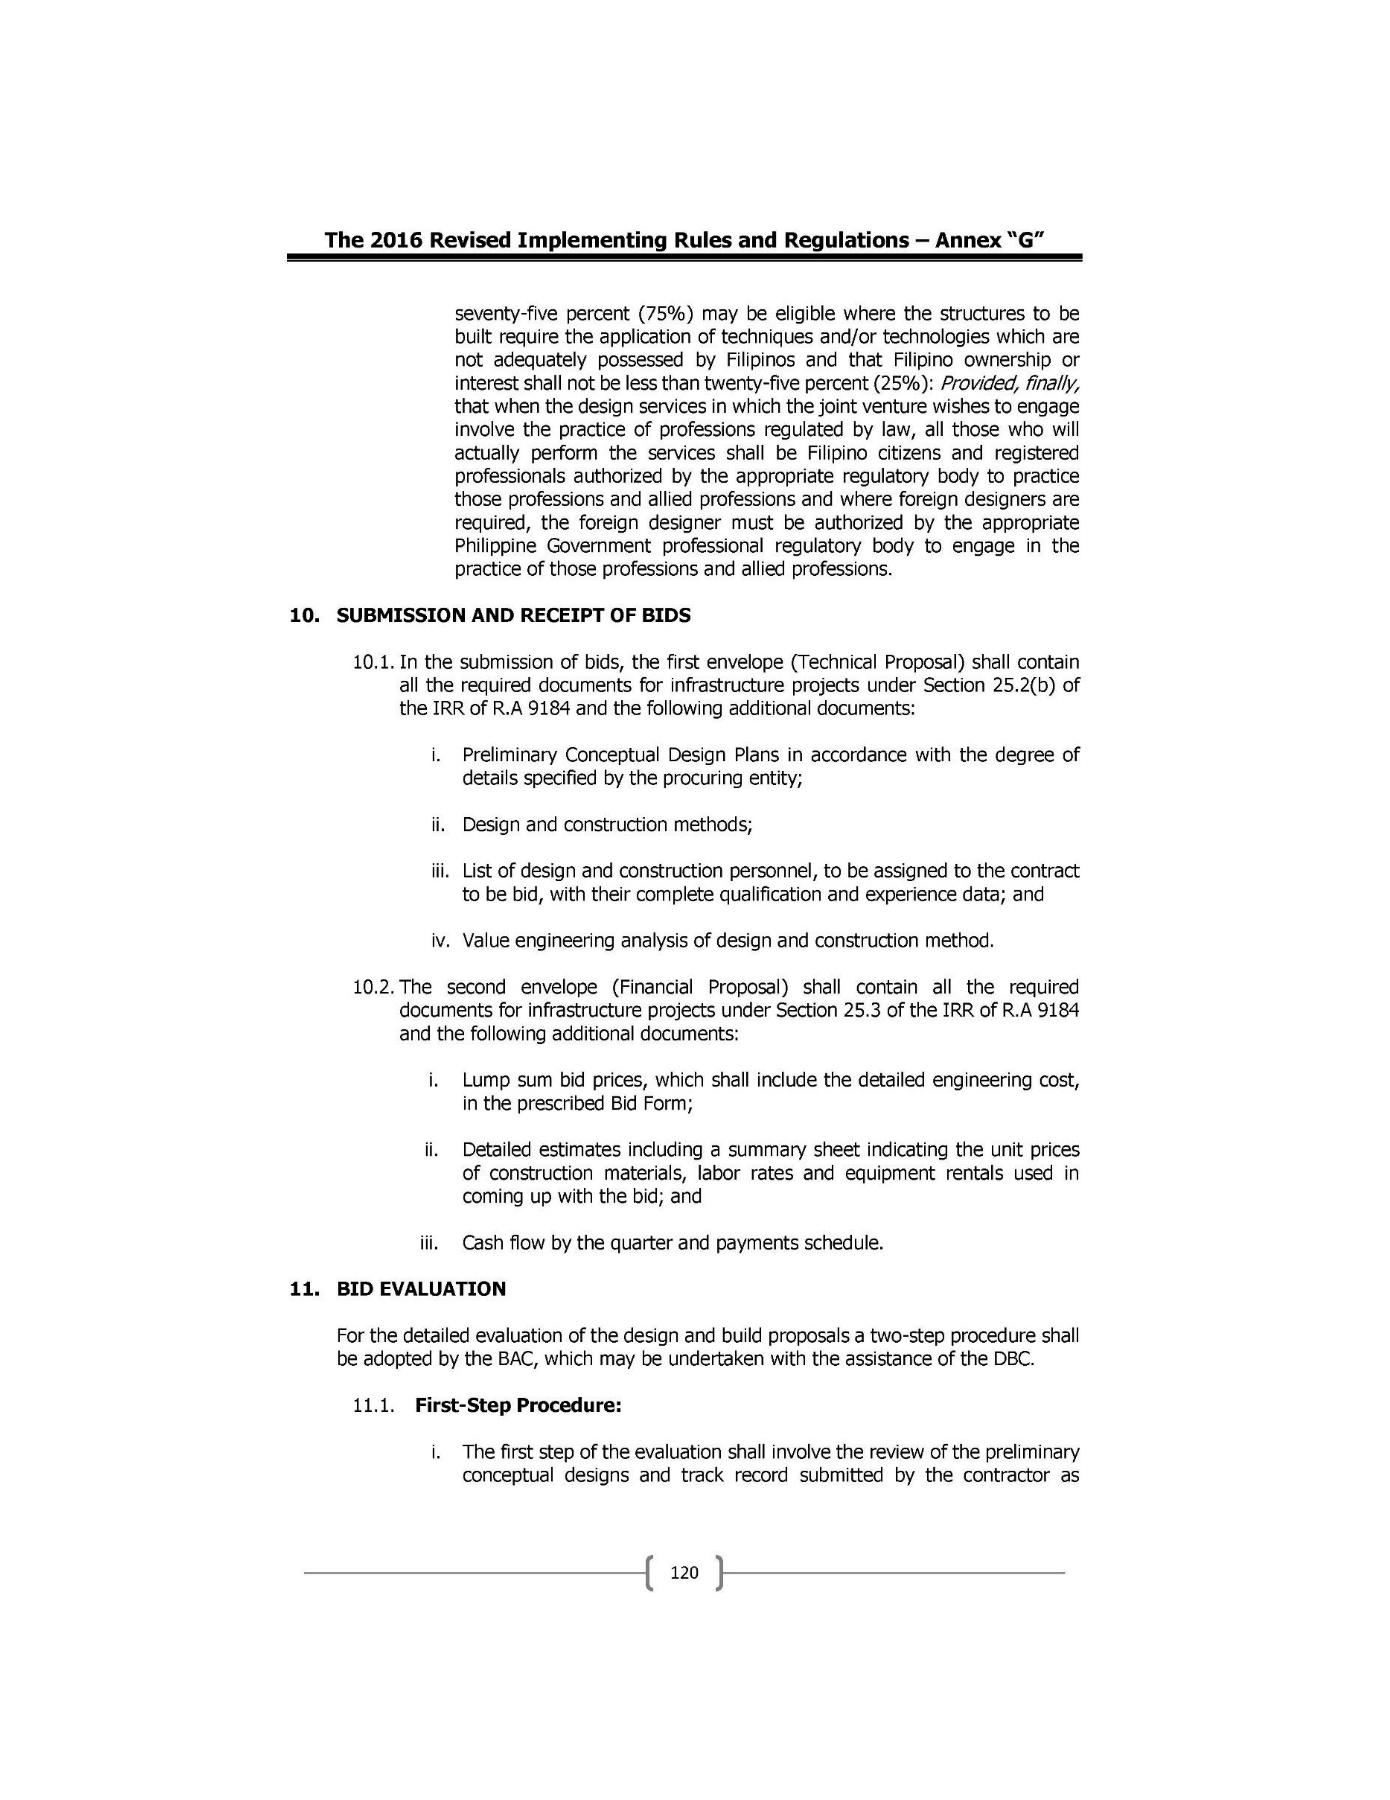 The 2016 Revised Implementing Rules and Regulations – Annex “G”
seventy-five percent (75%) may be eligible where the structures to be
built require the application of techniques and/or technologies which are
not adequately possessed by Filipinos and that Filipino ownership or
interest shall not be less than twenty-five percent (25%): Provided, finally,
that when the design services in which the joint venture wishes to engage
involve the practice of professions regulated by law, all those who will
actually perform the services shall be Filipino citizens and registered
professionals authorized by the appropriate regulatory body to practice
those professions and allied professions and where foreign designers are
required, the foreign designer must be authorized by the appropriate
Philippine Government professional regulatory body to engage in the
practice of those professions and allied professions.
10. SUBMISSION AND RECEIPT OF BIDS
10.1. In the submission of bids, the first envelope (Technical Proposal) shall contain
all the required documents for infrastructure projects under Section 25.2(b) of
the IRR of R.A 9184 and the following additional documents:
i. Preliminary Conceptual Design Plans in accordance with the degree of
details specified by the procuring entity;
ii. Design and construction methods;
iii. List of design and construction personnel, to be assigned to the contract
to be bid, with their complete qualification and experience data; and
iv. Value engineering analysis of design and construction method.
10.2. The second envelope (Financial Proposal) shall contain all the required
documents for infrastructure projects under Section 25.3 of the IRR of R.A 9184
and the following additional documents:
i. Lump sum bid prices, which shall include the detailed engineering cost,
in the prescribed Bid Form;
ii. Detailed estimates including a summary sheet indicating the unit prices
of construction materials, labor rates and equipment rentals used in
coming up with the bid; and
iii. Cash flow by the quarter and payments schedule.
11. BID EVALUATION
For the detailed evaluation of the design and build proposals a two-step procedure shall
be adopted by the BAC, which may be undertaken with the assistance of the DBC.
11.1. First-Step Procedure:
i. The first step of the evaluation shall involve the review of the preliminary
conceptual designs and track record submitted by the contractor as
120